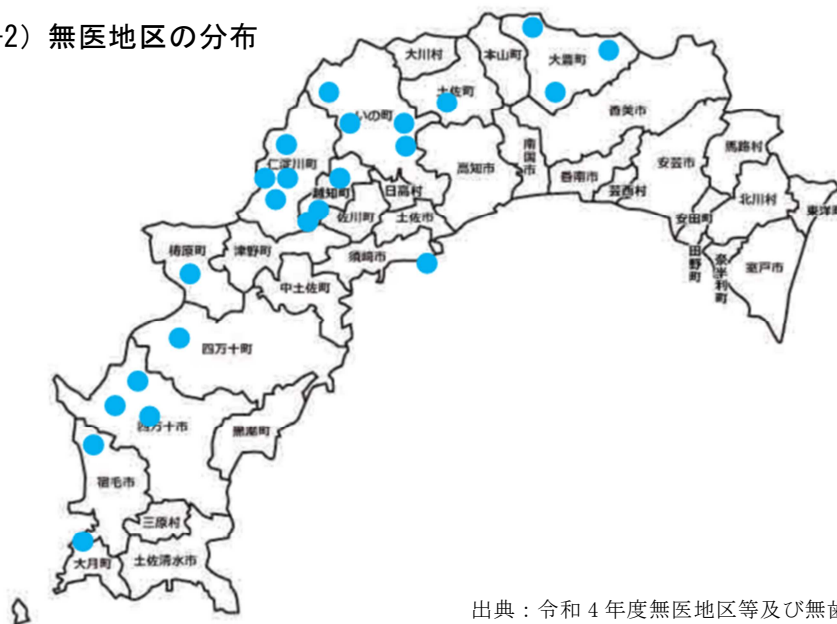 -2）無医地区の分布
大川村
本山町
大豊町
土佐町
いの町
香美市
仁淀川町
高知市
南国市
馬路村
安芸市
越知町
日高村
香南市
芸西村
北川村
佐川町
土佐市
安田町
東洋町
梼原町
津野町
須崎市
田野町
奈半利町
室戸市
中土佐町
四万十町
四万十市
黒潮町
宿毛市
三原村
大月町
土佐清水市
出典：令和４年度無医地区等及び無歯